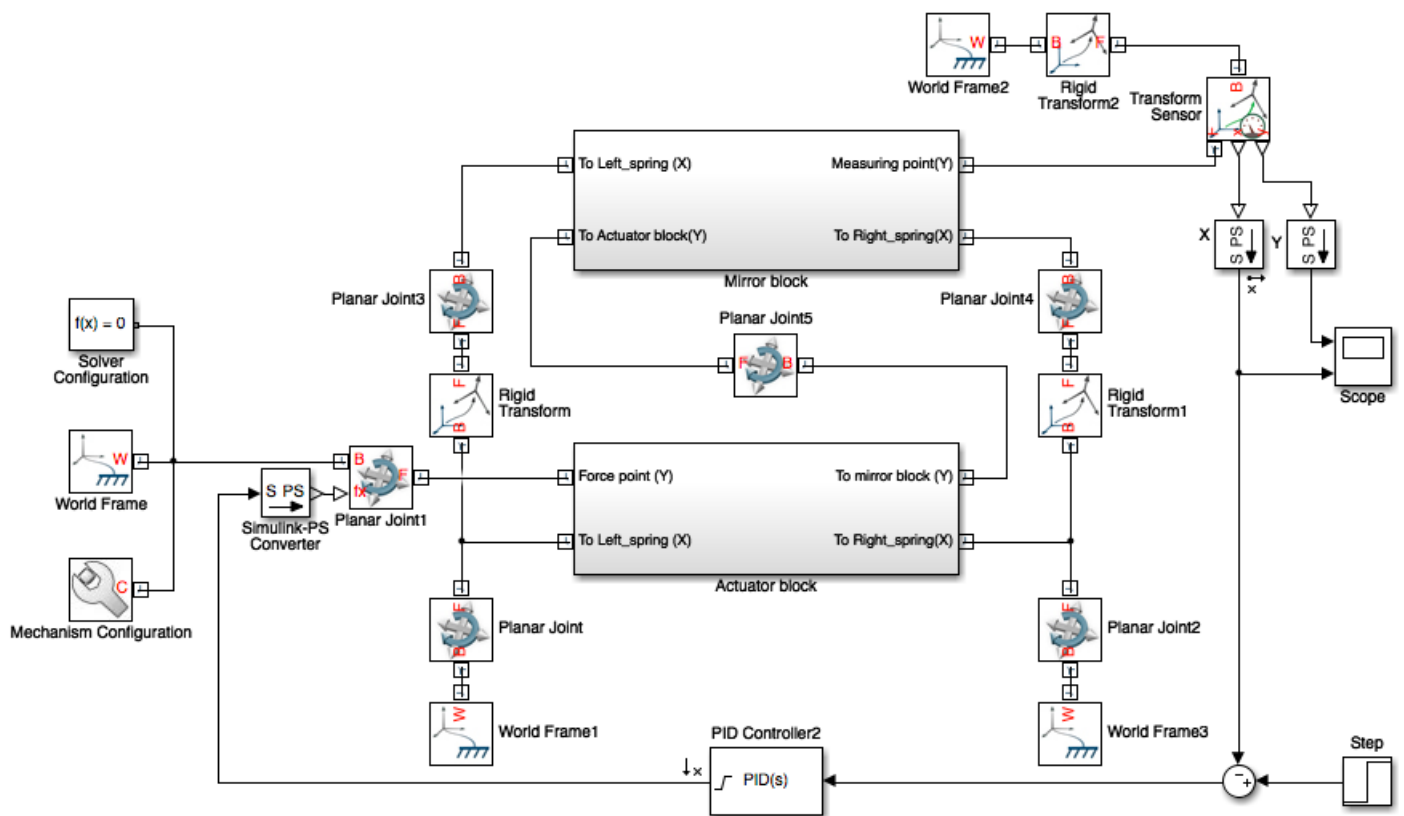 W
World Frame2
B
F
Rigid
Transform2
Transform
Sensor
B
F
x
y
To Left_spring (X)
Measuring point(Y)
To Actuator block(Y)
To Right_spring(X)
Mirror block
X
S PS
Y
S PS
x
Planar Joint3
B
F
Planar Joint4
B
F
Planar Joint5
F
B
f(x) = 0
Solver
Configuration
Scope
F
B
Rigid
Transform
F
B
Rigid
Transform1
W
World Frame
B
F
fx
Planar Joint1
S PS
Simulink-PS
Converter
Force point (Y)
To mirror block (Y)
To Left_spring (X)
To Right_spring(X)
Actuator block
C
Mechanism Configuration
F
B
Planar Joint
F
B
Planar Joint2
W
World Frame1
W
World Frame3
PID Controller2
x
PID(s)
-
+
Step